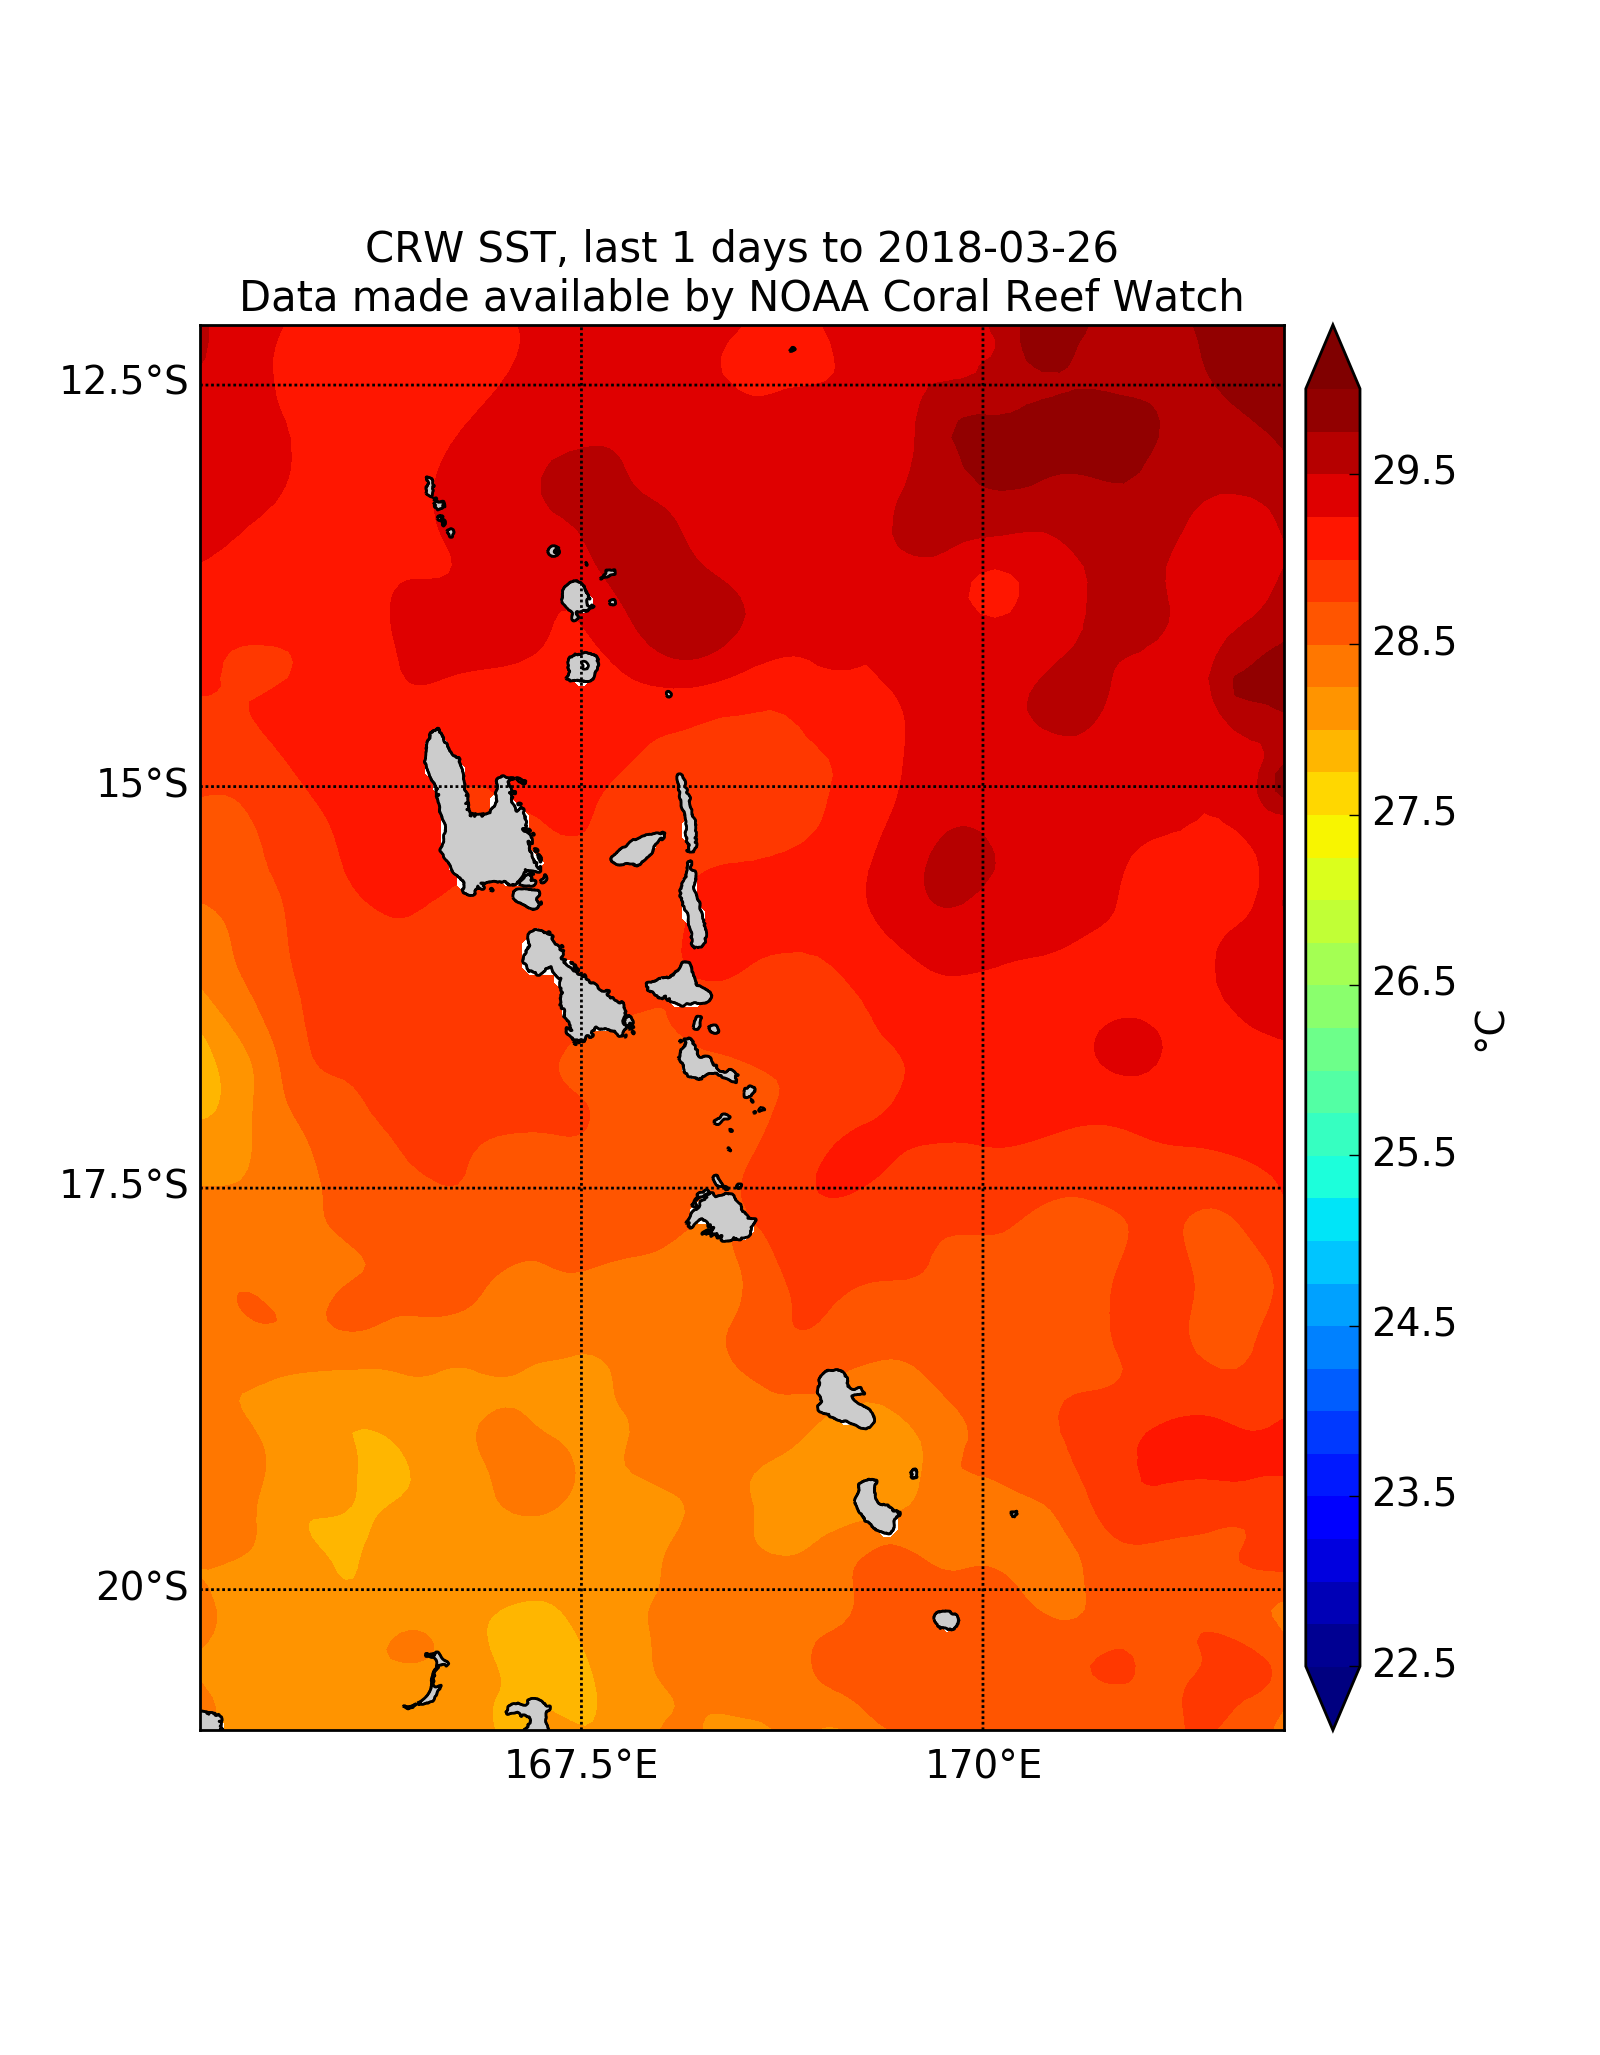 CRW SST, last 1 days to 2018-03-26
Data made available by NOAA Coral Reef Watch
12.5°S
15°S
17.5°S
20°S
167.5°E
170°E
29.5
28.5
27.5
26.5
25.5
24.5
23.5
22.5
°C